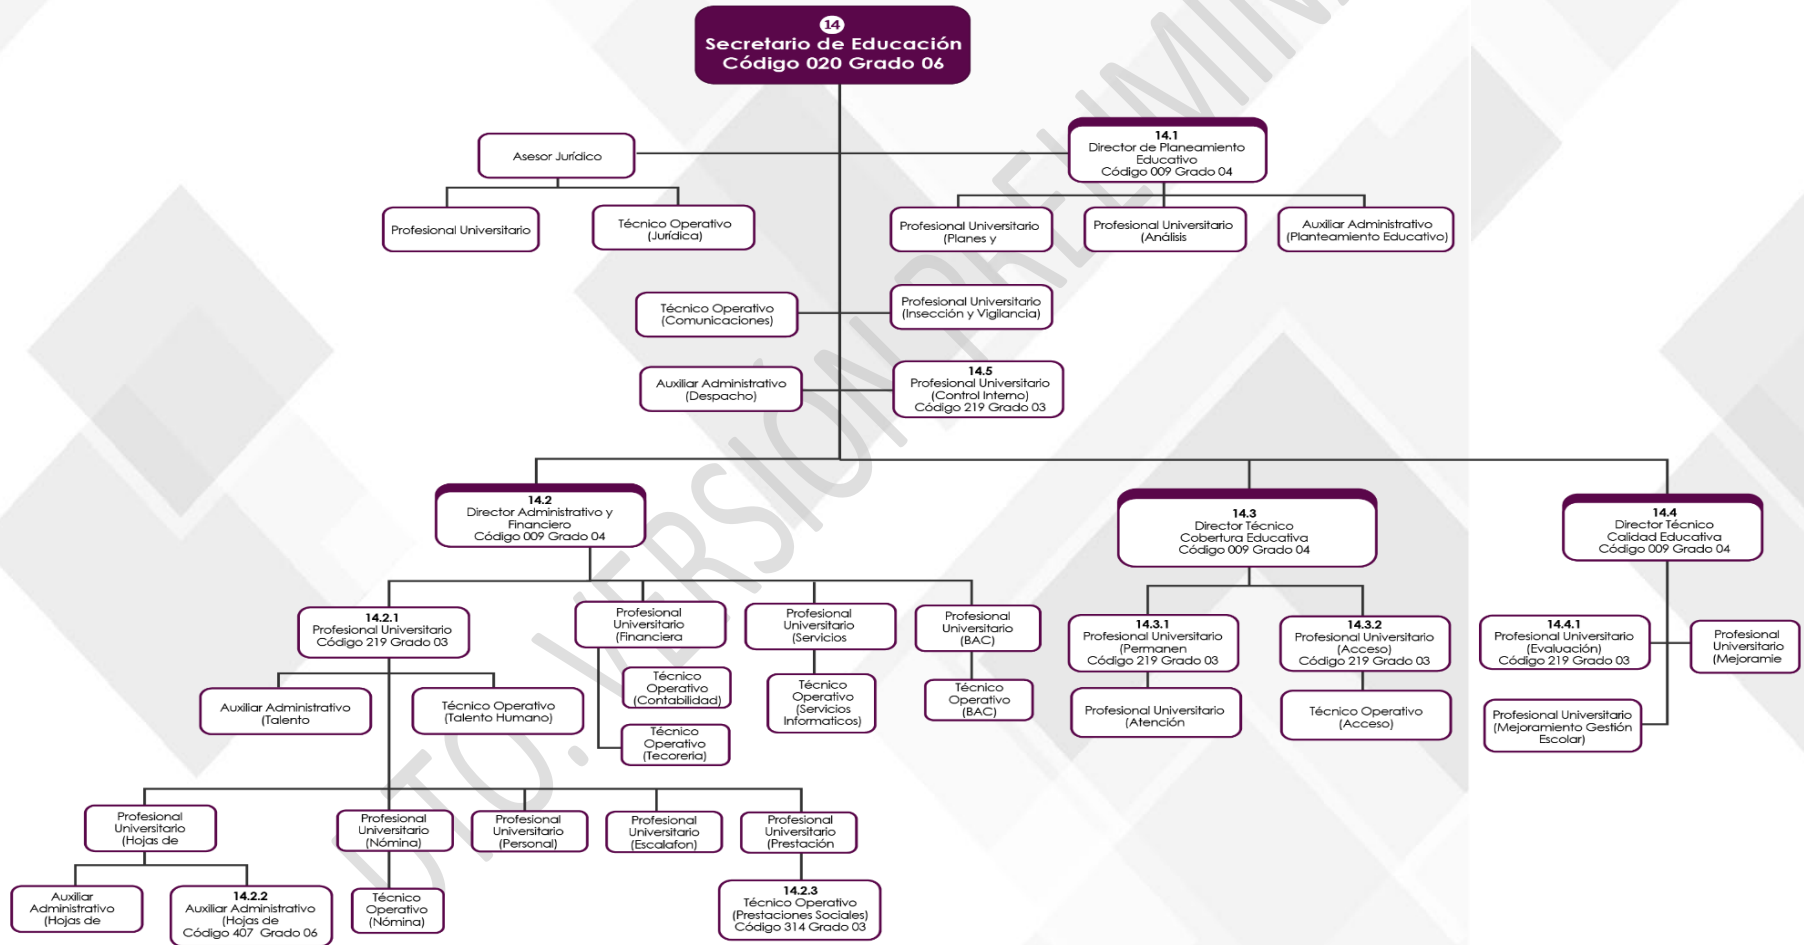 14
Secretario de Educación
Código 020 Grado 06
Asesor Jurídico
14.1
Director de Planeamiento
Educativo
Código 009 Grado 04
Profesional Universitario
Técnico Operativo
(Jurídica)
Profesional Universitario
(Planes y
Profesional Universitario
(Análisis
Auxiliar Administrativo
(Planteamiento Educativo)
Técnico Operativo
(Comunicaciones)
Profesional Universitario
(Insección y Vigilancia)
Auxiliar Administrativo
(Despacho)
14.5
Profesional Universitario
(Control Interno)
Código 219 Grado 03
14.2
Director Administrativo y
Financiero
Código 009 Grado 04
14.3
Director Técnico
Cobertura Educativa
Código 009 Grado 04
14.4
Director Técnico
Calidad Educativa
Código 009 Grado 04
14.2.1
Profesional Universitario
Código 219 Grado 03
Profesional
Universitario
(Financiera
Profesional
Universitario
(Servicios
Profesional
Universitario
(BAC)
14.3.1
Profesional Universitario
(Permanen
Código 219 Grado 03
14.3.2
Profesional Universitario
(Acceso)
Código 219 Grado 03
14.4.1
Profesional Universitario
(Evaluación)
Código 219 Grado 03
Profesional
Universitario
(Mejoramie
Auxiliar Administrativo
(Talento
Técnico Operativo
(Talento Humano)
Técnico
Operativo
(Contabilidad)
Técnico
Operativo
(Tecoreria)
Técnico
Operativo
(Servicios
Informaticos)
Técnico
Operativo
(BAC)
Profesional Universitario
(Atención
Técnico Operativo
(Acceso)
Profesional Universitario
(Mejoramiento Gestión
Escolar)
Profesional
Universitario
(Hojas de
Profesional
Universitario
(Nómina)
Profesional
Universitario
(Personal)
Profesional
Universitario
(Escalafon)
Profesional
Universitario
(Prestación
Auxiliar
Administrativo
(Hojas de
14.2.2
Auxiliar Administrativo
(Hojas de
Código 407 Grado 06
Técnico
Operativo
(Nómina)
14.2.3
Técnico Operativo
(Prestaciones Sociales)
Código 314 Grado 03
DTO. VERSIÓN PRELIMIN